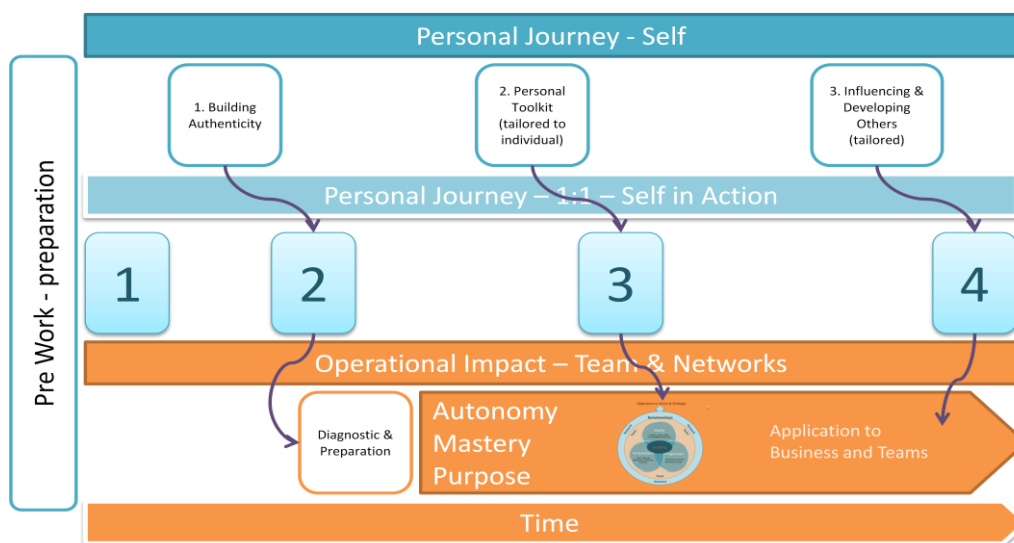 Personal Journey - Self
Pre Work - preparation
1. Building
Authenticity
2. Personal
Toolkit
(tailored to
individual)
3. Influencing &
Developing
Others
(tailored)
Personal Journey – 1:1 – Self in Action
1
2
3
4
Operational Impact – Team & Networks
Diagnostic &
Preparation
Autonomy
Mastery
Purpose
Relationships
Application to
Business and Teams
Time